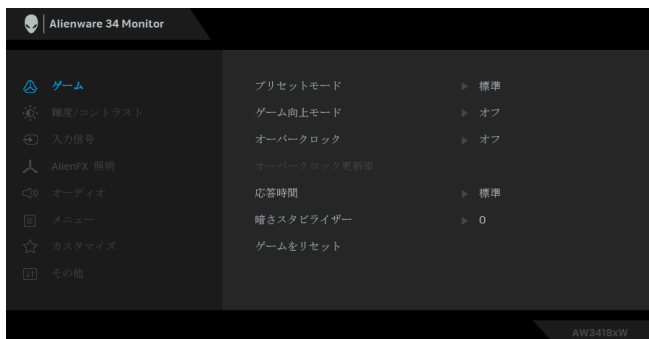 Alienware 34 Monitor
ゲーム
輝度/コントラスト
入力信号
AlienFX 照明
オーディオ
メニュー
カスタマイズ
その他
プリセットモード 標準
ゲーム向上モード オフ
オーバークロック オフ
オーバークロック更新率
応答時間 標準
暗さスタビライザー 0
ゲームをリセット
AW3418xW